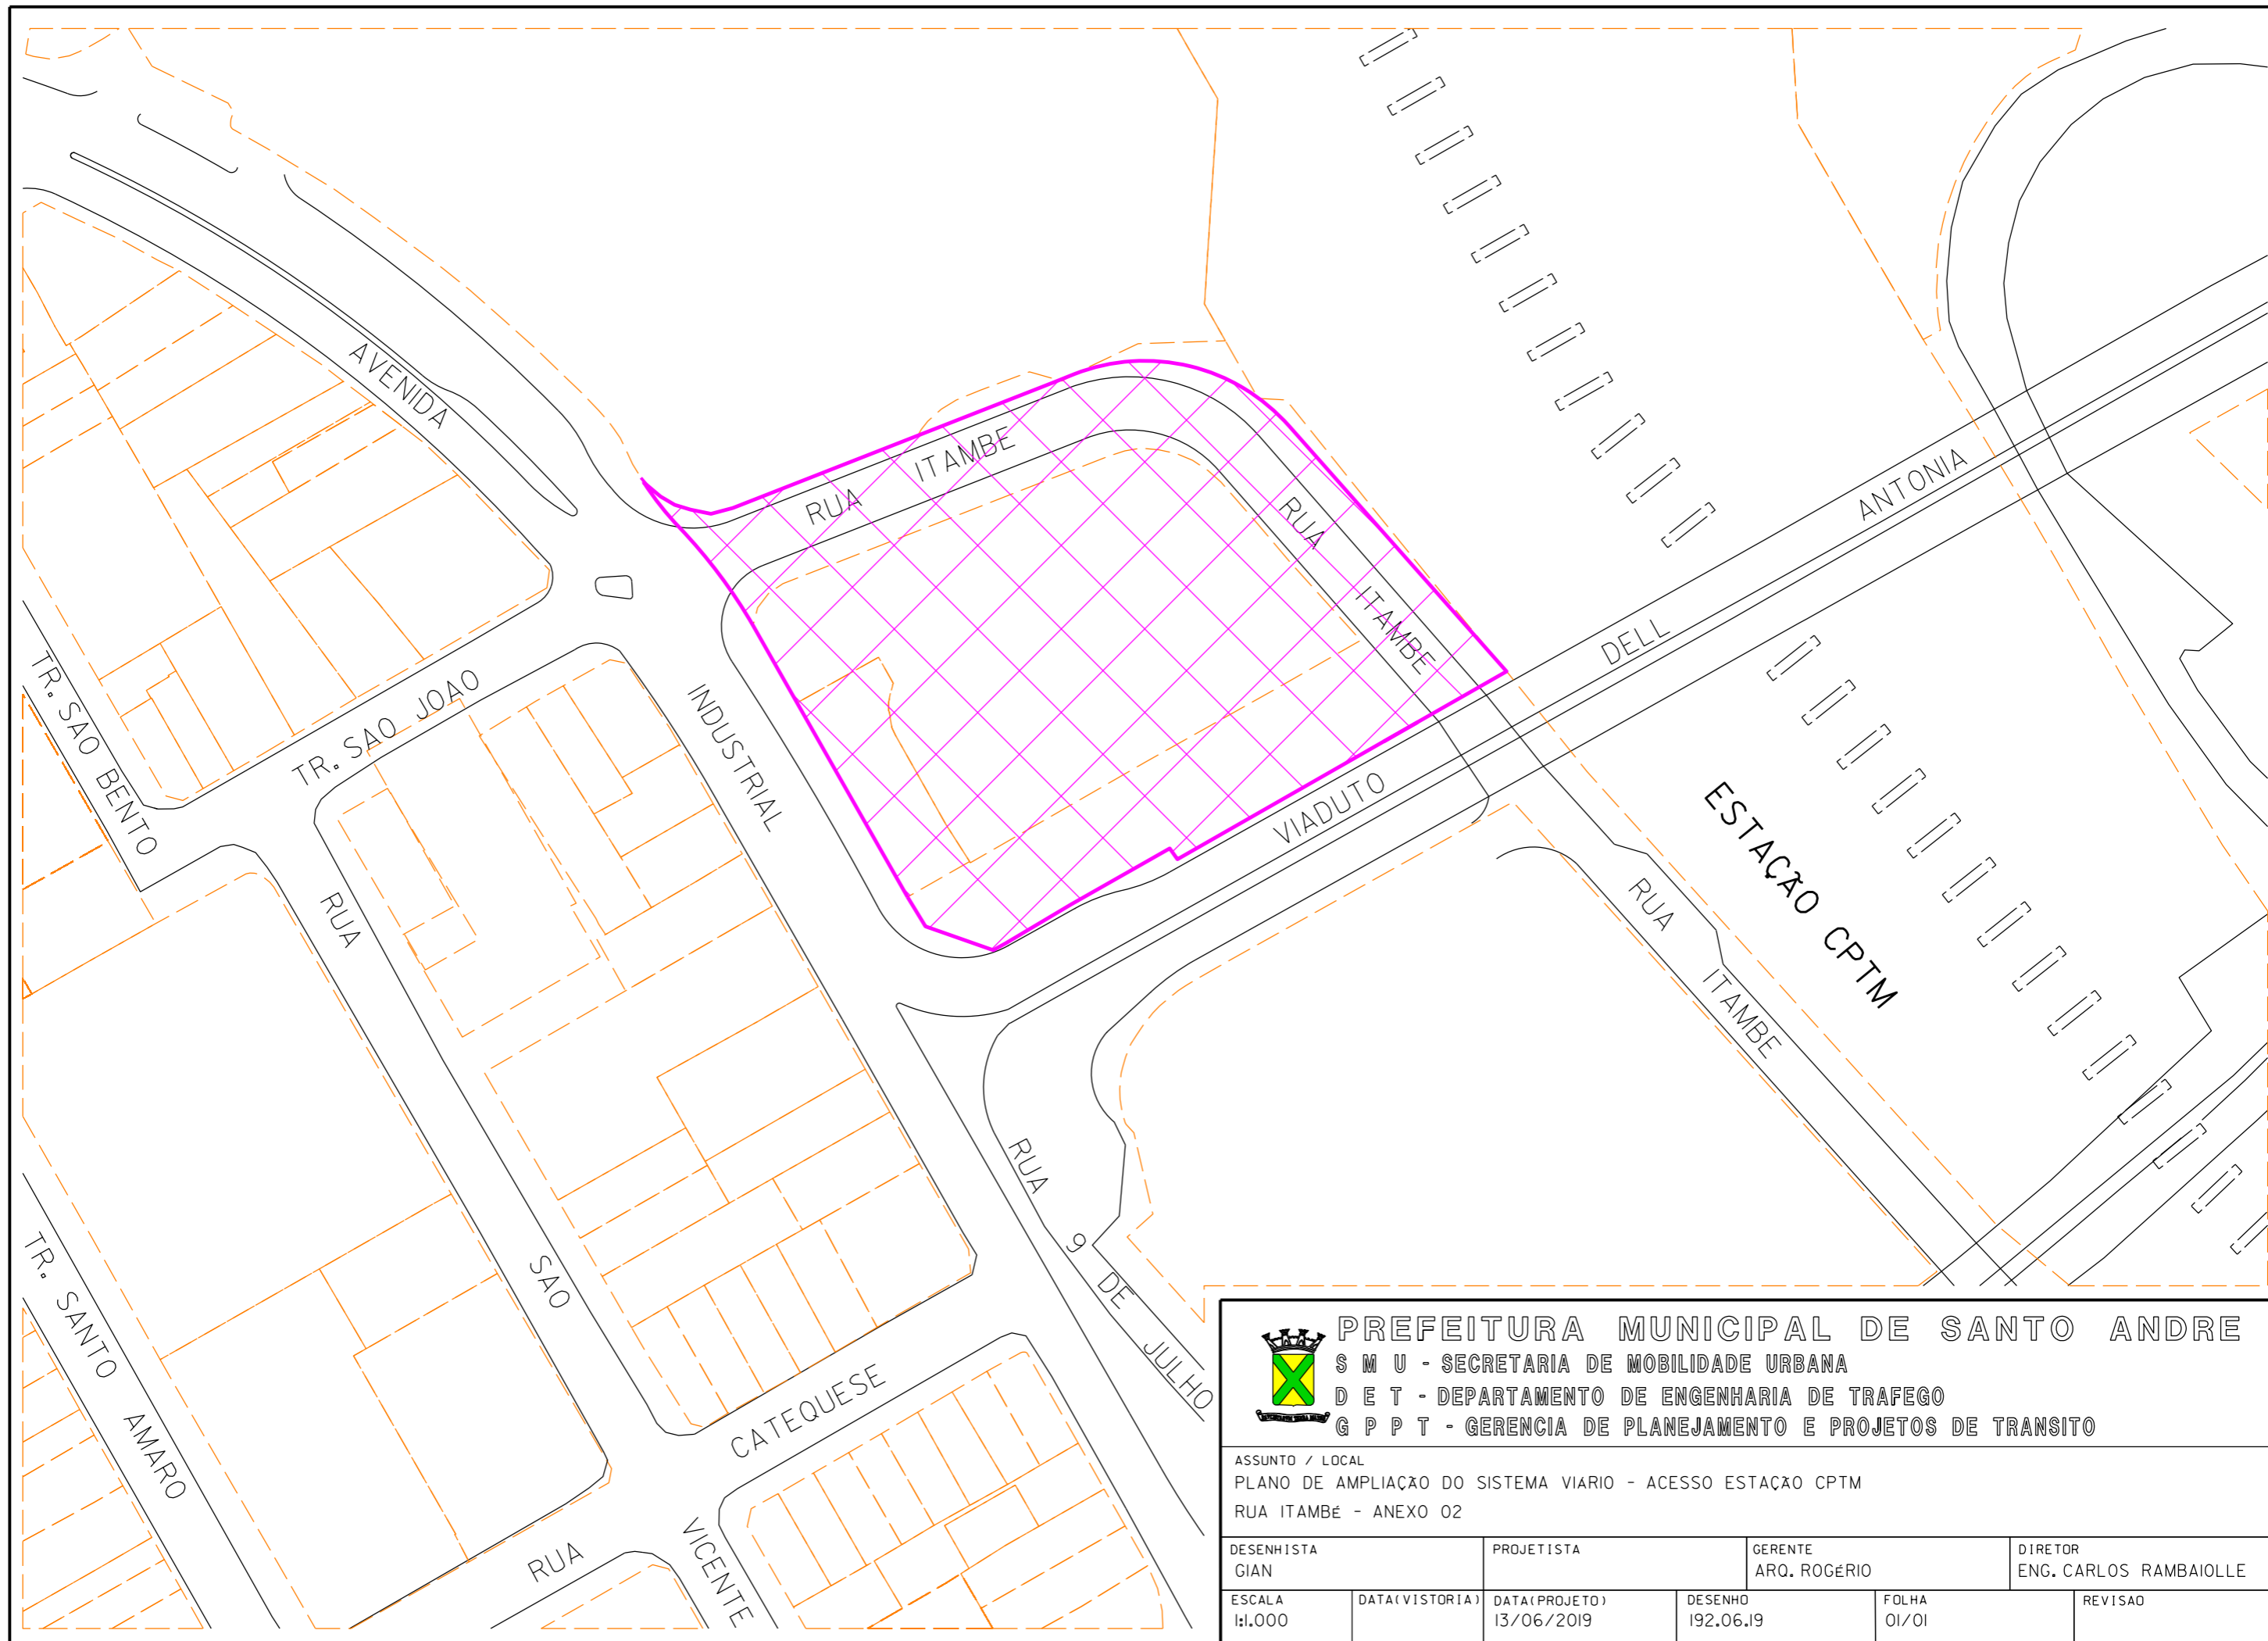 AVENIDA
INDUSTRIAL
RUA ITAMBE
RUA ITAMBE
VIADUTO DELL ANTONIA
TR. SAO BENTO
TR. SAO JOAO
ESTAÇÃO CPTM
RUA ITAMBE
RUA SAO VICENTE
RUA 9 DE JULHO
TR. SANTO AMARO
RUA CATEQUESE
PREFEITURA MUNICIPAL DE SANTO ANDRE
S M U - SECRETARIA DE MOBILIDADE URBANA
D E T - DEPARTAMENTO DE ENGENHARIA DE TRAFEGO
G P P T - GERENCIA DE PLANEJAMENTO E PROJETOS DE TRANSITO
ASSUNTO / LOCAL
PLANO DE AMPLIAÇÃO DO SISTEMA VIáRIO - ACESSO ESTAÇÃO CPTM
RUA ITAMBé - ANEXO 02
DESENHISTA
GIAN
PROJETISTA
GERENTE
ARQ. ROGéRIO
DIRETOR
ENG. CARLOS RAMBAIOLLE
ESCALA
1:1.000
DATA(VISTORIA)
DATA(PROJETO)
13/06/2019
DESENHO
192.06.19
FOLHA
01/01
REVISAO